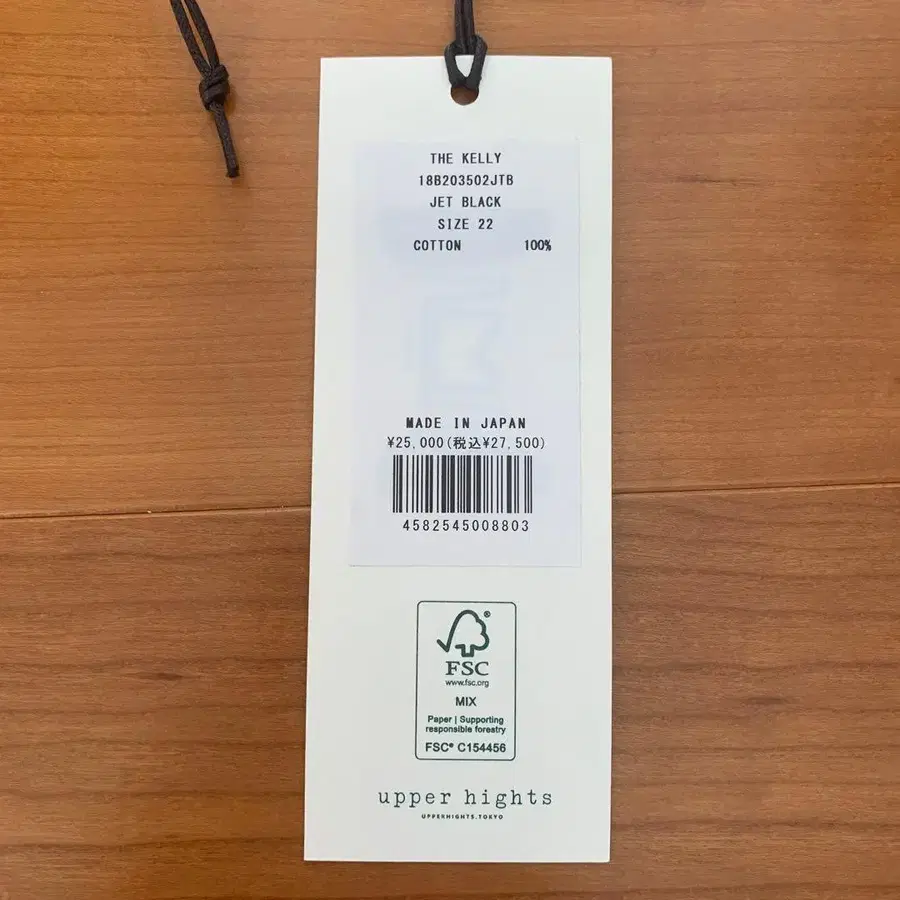 THE KELLY
18B203502JTB
JET BLACK
SIZE 22
COTTON 100%
MADE IN JAPAN
¥25,000(税込¥27,500)
4582545008803
FSC®
www.fsc.org
MIX
Paper | Supporting
responsible forestry
FSC® C154456
upper hights
UPPERHIGHTS.TOKYO